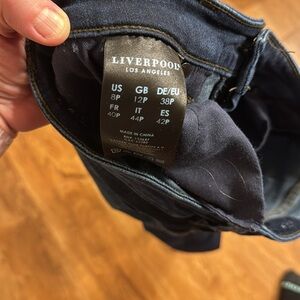 LIVERPOOL
LOS ANGELES
US GB DE/EU
8P 12P 38P
FR IT ES
40P 44P 42P
MADE IN CHINA